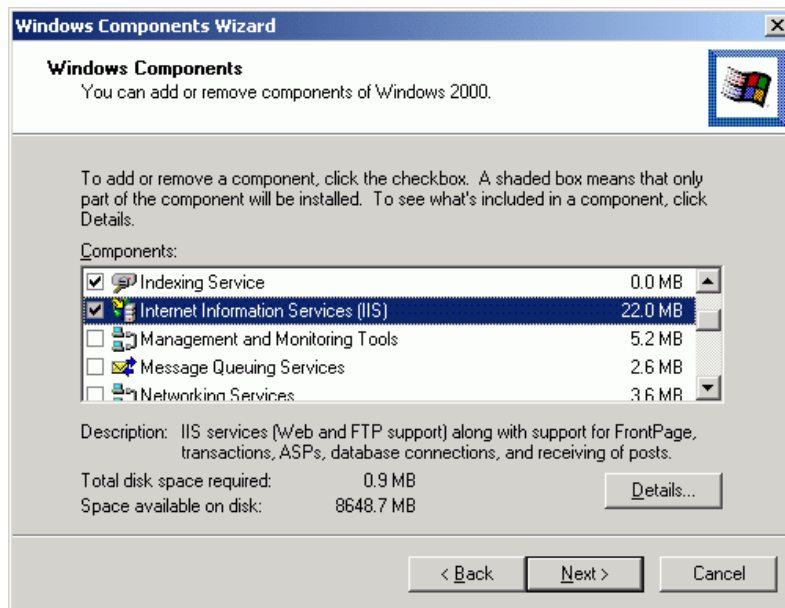 Windows Components Wizard
Windows Components
You can add or remove components of Windows 2000.
To add or remove a component, click the checkbox. A shaded box means that only
part of the component will be installed. To see what's included in a component, click
Details.
Components:
Indexing Service 0.0 MB
Internet Information Services (IIS) 22.0 MB
Management and Monitoring Tools 5.2 MB
Message Queuing Services 2.6 MB
Networking Services 3.6 MB
Description: IIS services (Web and FTP support) along with support for FrontPage,
transactions, ASPs, database connections, and receiving of posts.
Total disk space required: 0.9 MB
Space available on disk: 8648.7 MB
Details...
< Back Next > Cancel